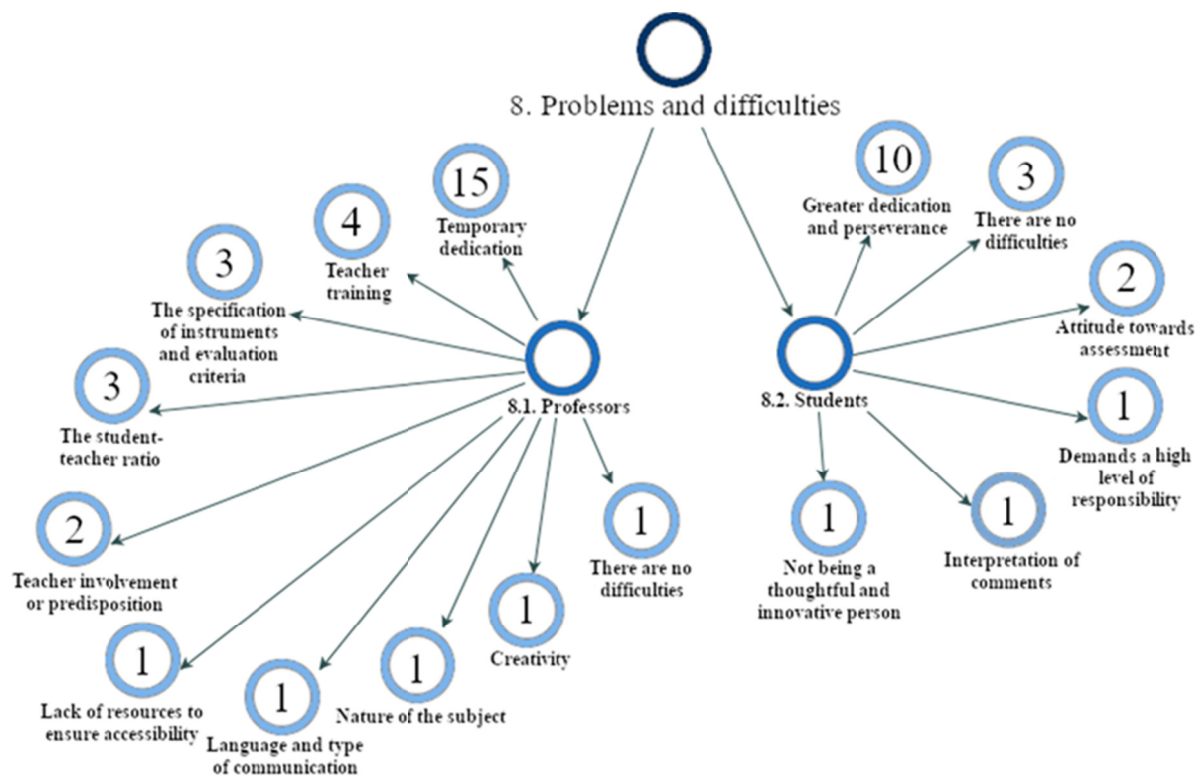 8. Problems and difficulties
15
Temporary
dedication
4
Teacher
training
3
The specification
of instruments
and evaluation
criteria
3
The student-
teacher ratio
2
Teacher involvement
or predisposition
1
Lack of resources to
ensure accessibility
1
Language and type
of communication
1
Nature of the subject
1
Creativity
1
There are no
difficulties
8.1. Professors
10
Greater dedication
and perseverance
3
There are no
difficulties
2
Attitude towards
assessment
1
Demands a high
level of
responsibility
1
Interpretation of
comments
1
Not being a
thoughtful and
innovative person
8.2. Students